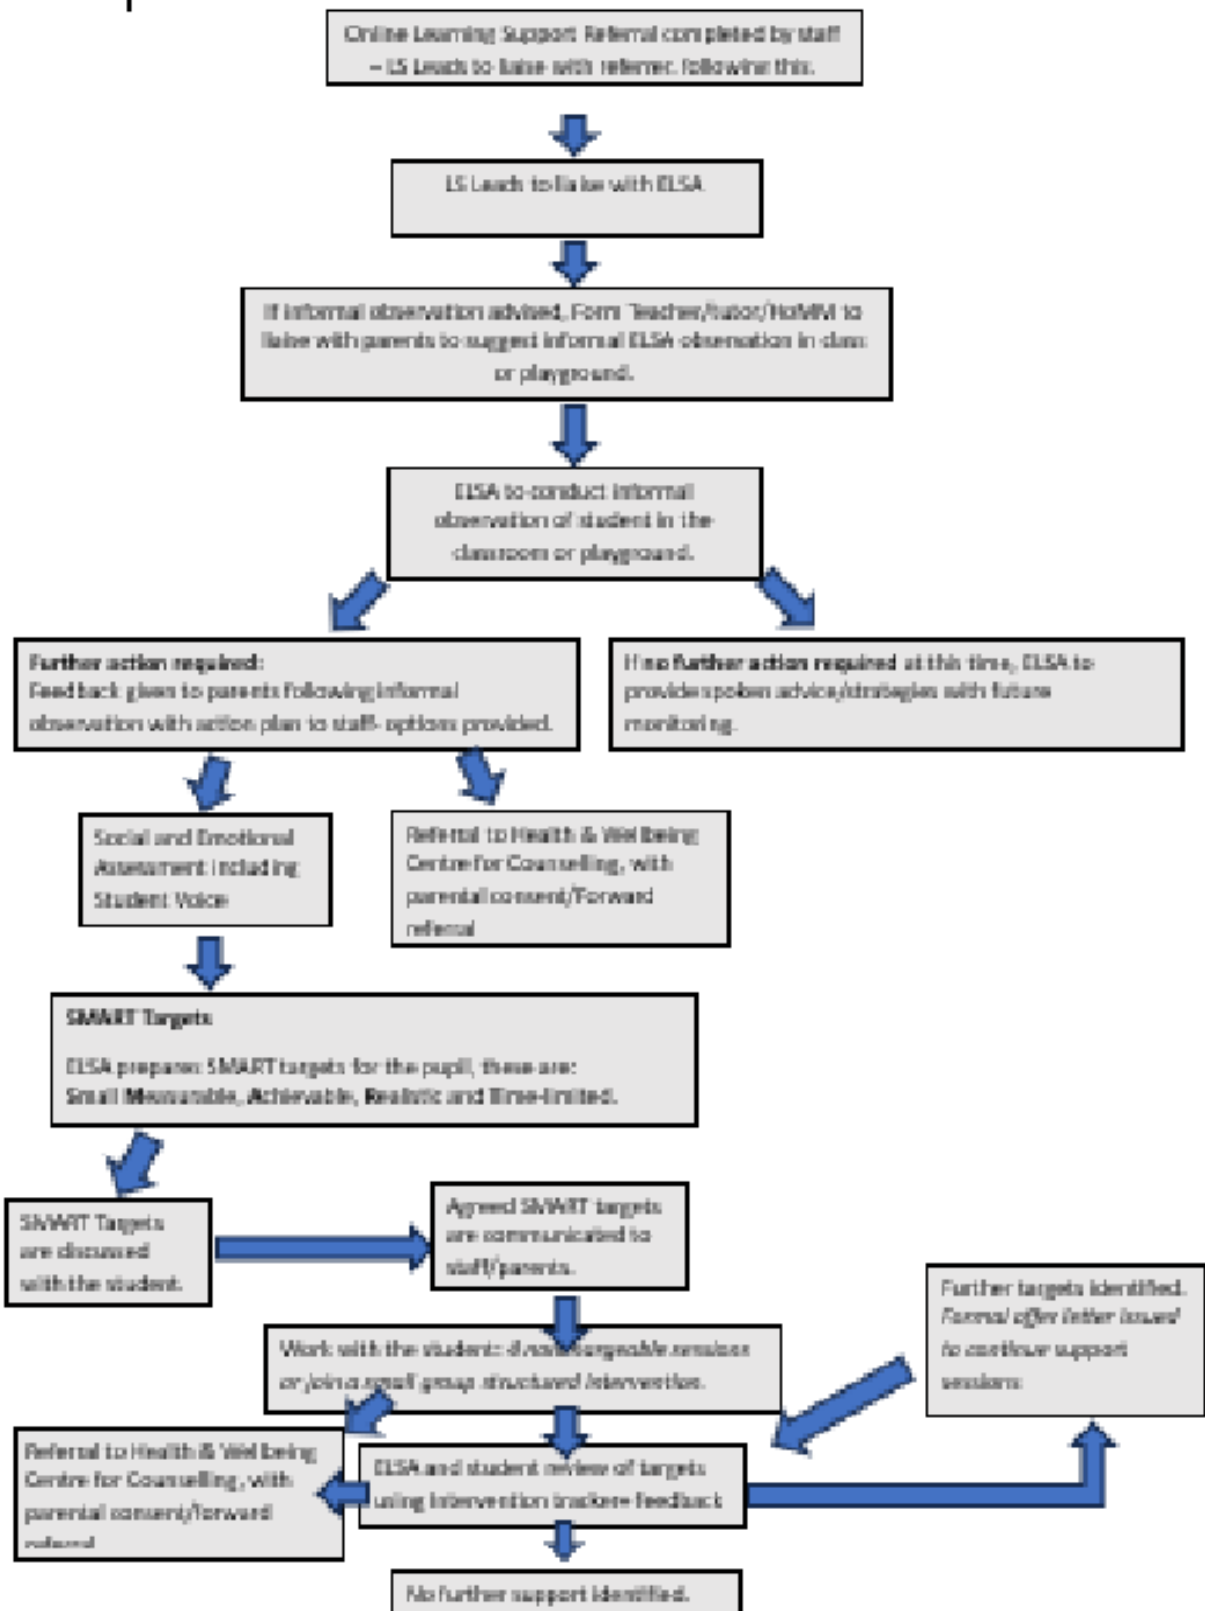 Online Learning Support Referral completed by staff
– LS Leads to liaise with referrer, following this.
LS Leads to liaise with ELSA
If informal observation advised, Form Teacher/tutor/HoMM to
liaise with parents to suggest informal ELSA observation in class
or playground.
ELSA to conduct informal
observation of student in the
classroom or playground.
Further action required:
Feedback given to parents following informal
observation with action plan to staff- options provided.
If no further action required at this time, ELSA to
provide spoken advice/strategies with future
monitoring.
Social and Emotional
Assessment including
Student Voice
Referral to Health & Wellbeing
Centre for Counselling, with
parental consent/Forward
referral
SMART Targets
ELSA prepares SMART targets for the pupil, these are:
Small Measurable, Achievable, Realistic and Time-limited.
SMART Targets
are discussed
with the student.
Agreed SMART targets
are communicated to
staff/parents.
Further targets identified.
Formal offer letter issued
to continue support
sessions
Work with the student: sessions
or join a small group structured intervention.
Referral to Health & Wellbeing
Centre for Counselling, with
parental consent/forward
referral
ELSA and student review of targets
using intervention tracker+ feedback
No further support identified.